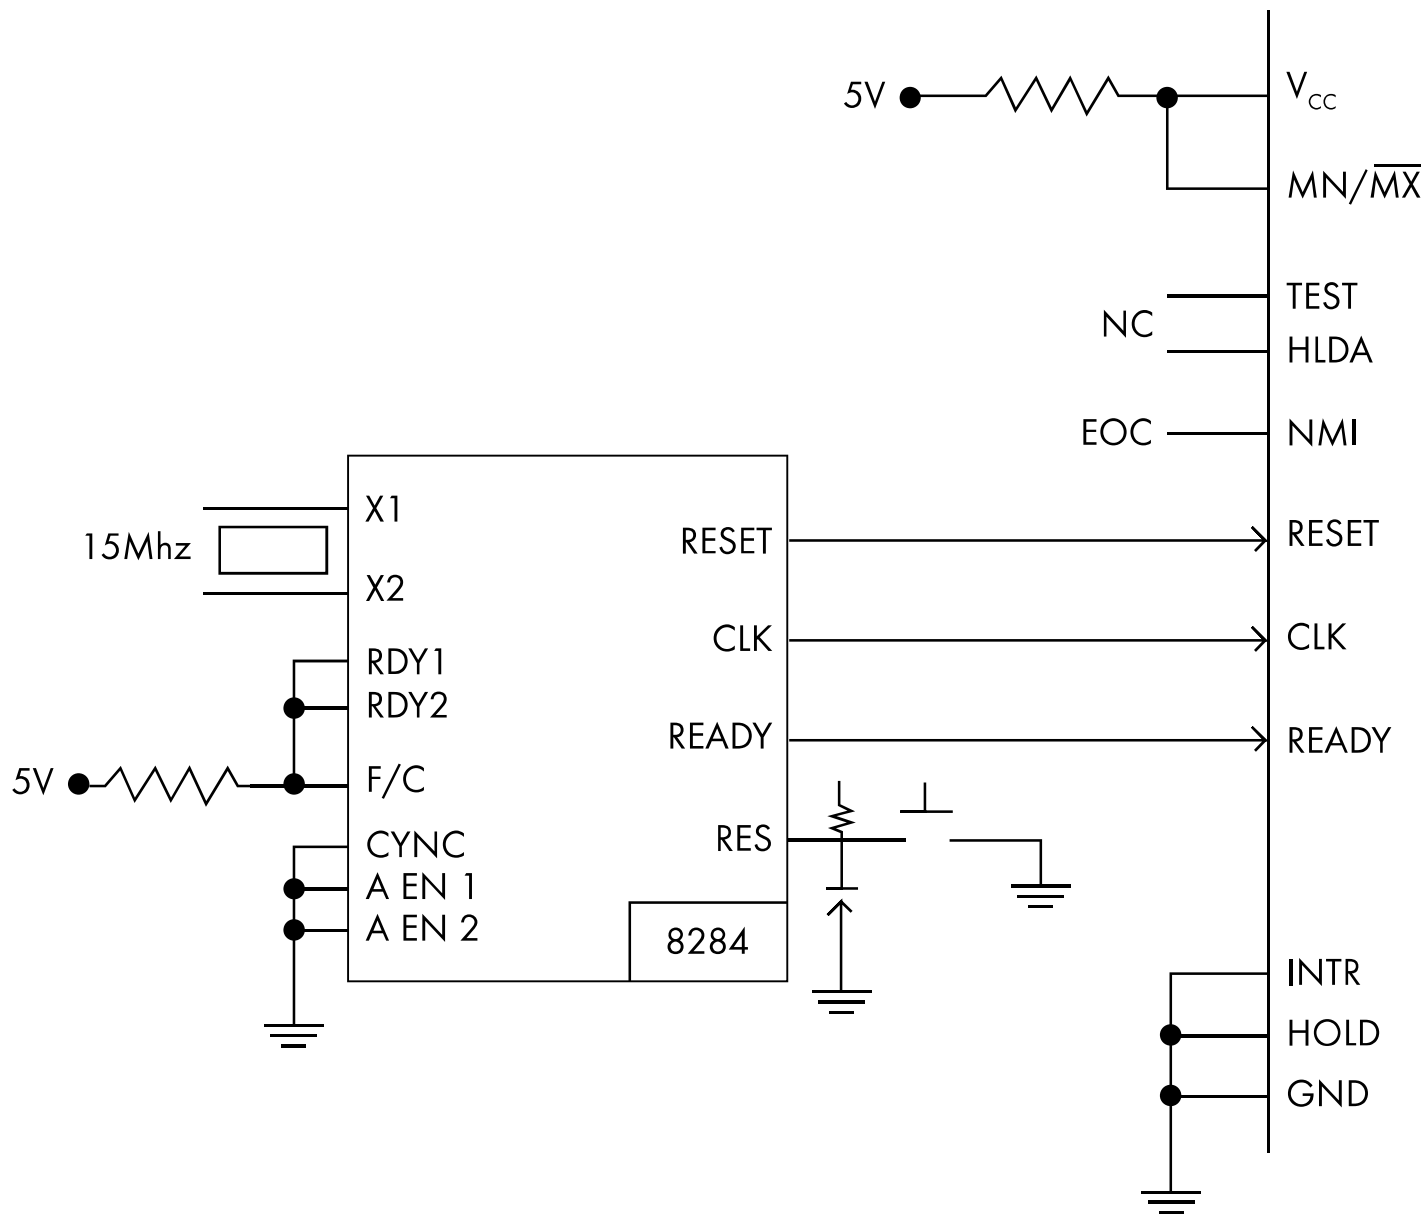 5V
V CC
MN/MX
TEST
NC
HLDA
EOC
NMI
X1
15Mhz
X2
RESET
RESET
CLK
CLK
RDY1
RDY2
READY
READY
5V
F/C
RES
CYNC
A EN 1
A EN 2
8284
INTR
HOLD
GND